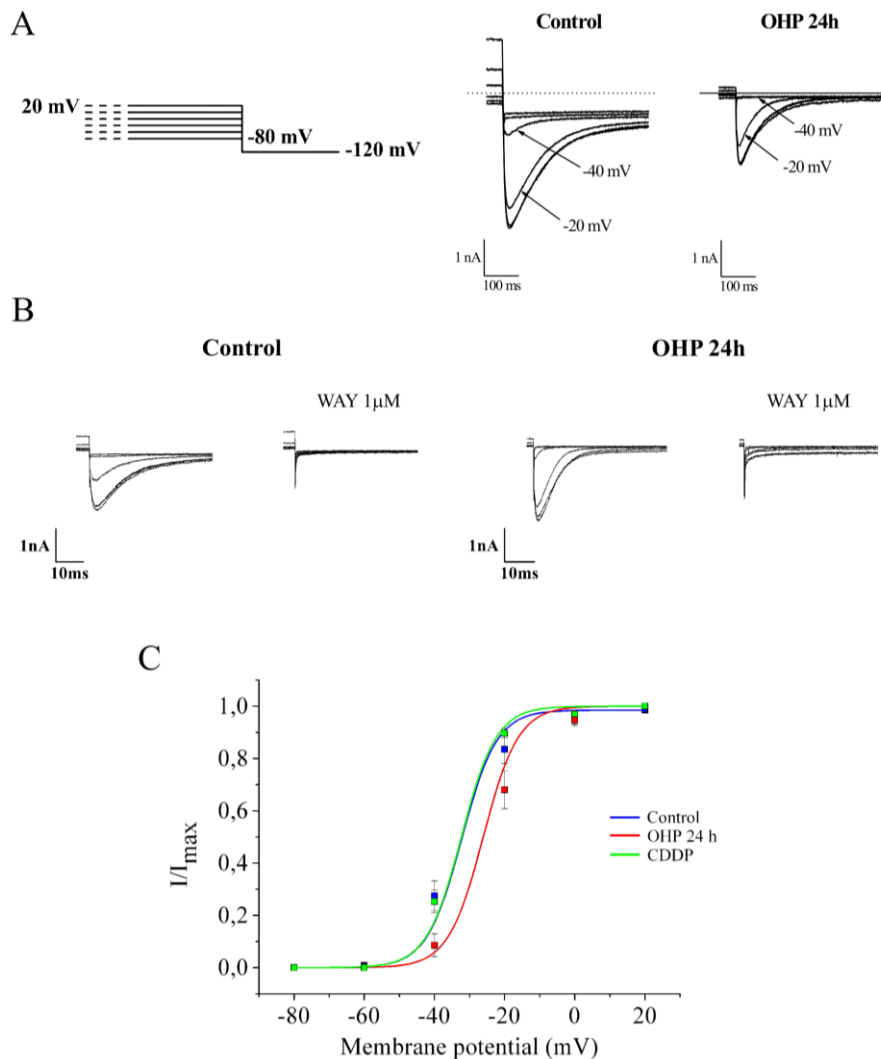 A
Control
OHP 24h
20 mV
-80 mV
-120 mV
-40 mV
-20 mV
1 nA
100 ms
-40 mV
-20 mV
1 nA
100 ms
B
Control
OHP 24h
WAY 1μM
WAY 1μM
1nA
10ms
1nA
10ms
C
1,0
0,8
0,6
0,4
0,2
0,0
I/Imax
Control
OHP 24 h
CDDP
-80 -60 -40 -20 0 20
Membrane potential (mV)